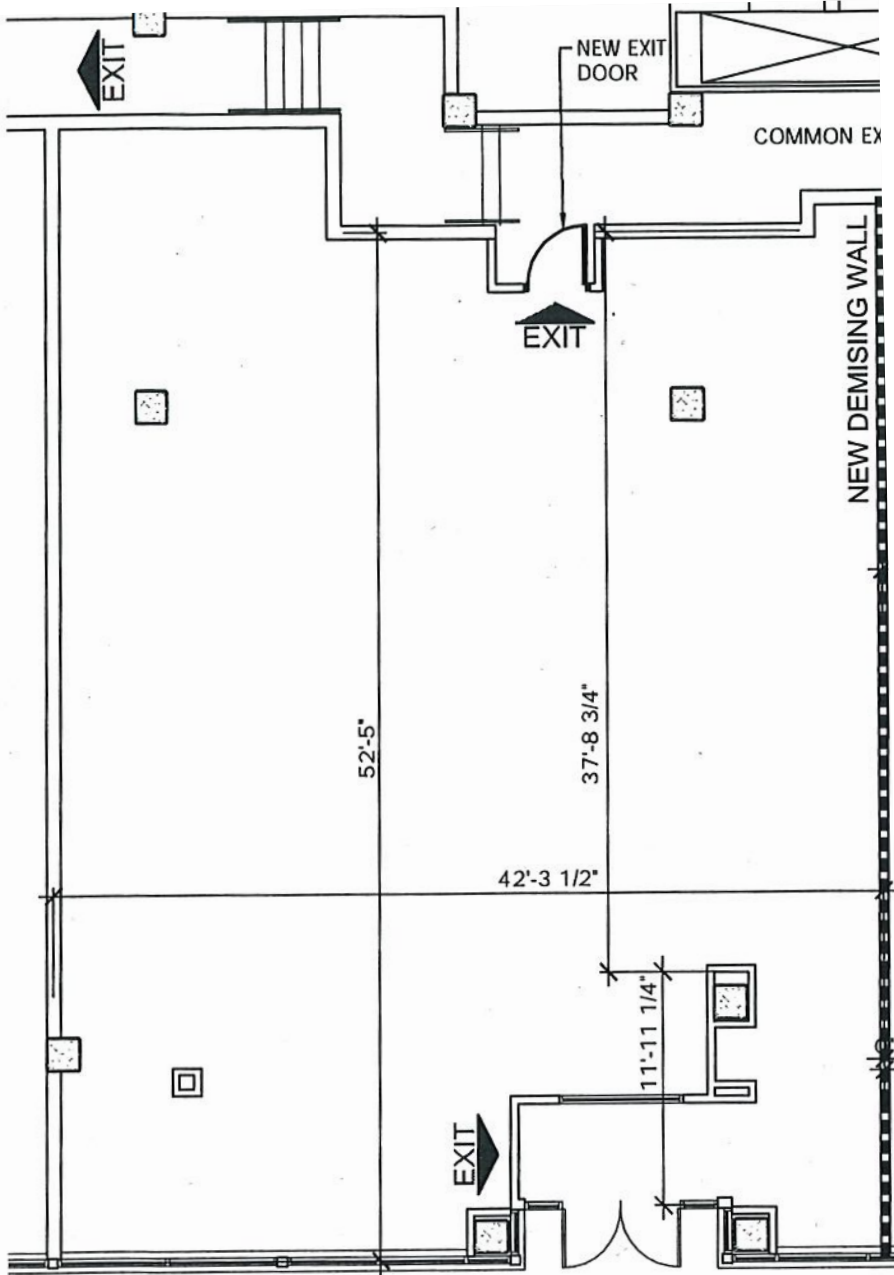 EXIT
NEW EXIT
DOOR
COMMON EX
EXIT
NEW DEMISING WALL
52'-5"
37'-8 3/4"
42'-3 1/2"
11'-11 1/4"
EXIT